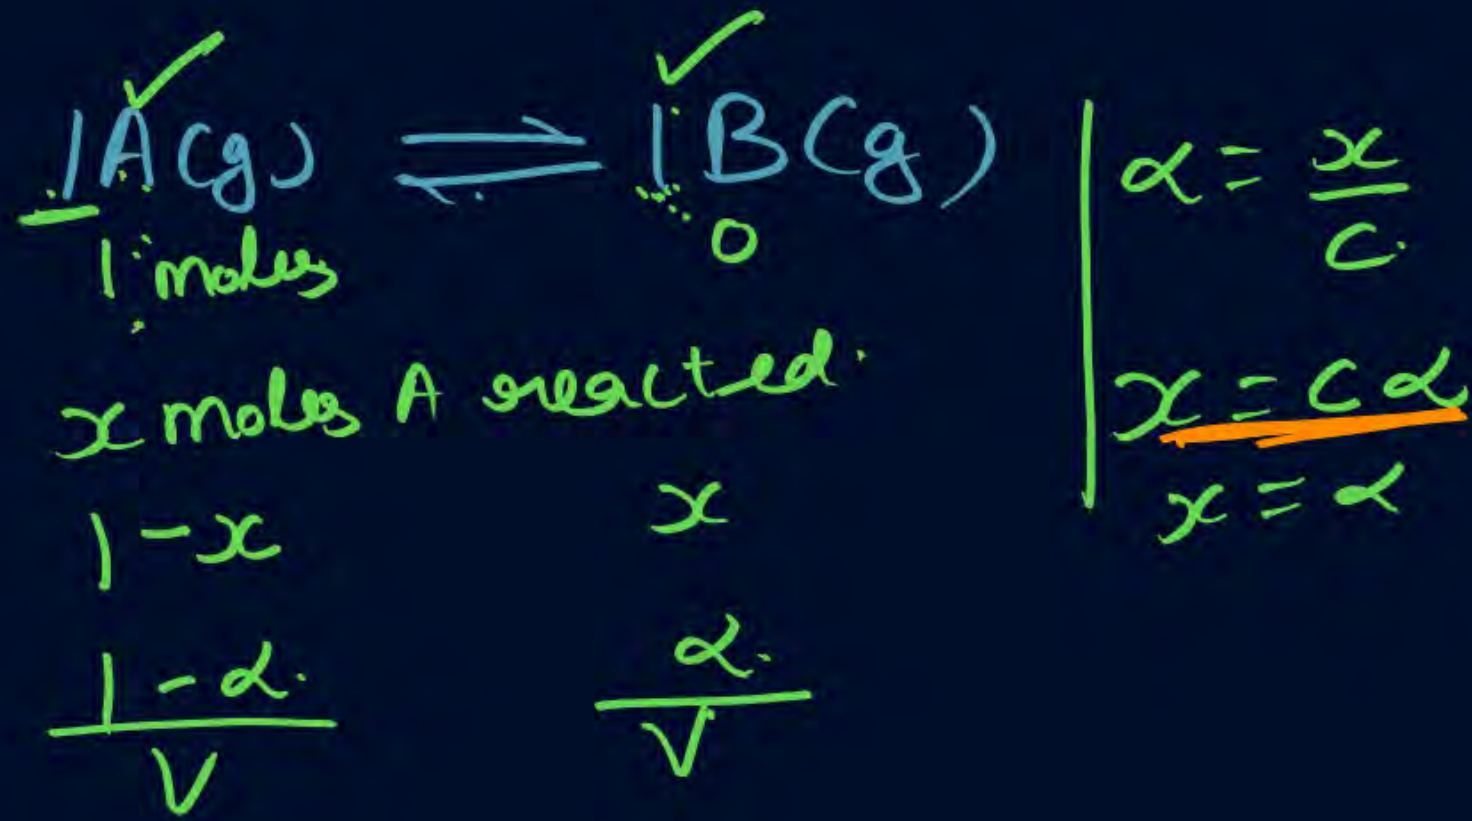 1A(g) ⇌ 1B(g)
1 moles 0
x moles A reacted.
1-x x
1-α α
V V
α = x
C
x = Cα
x = α